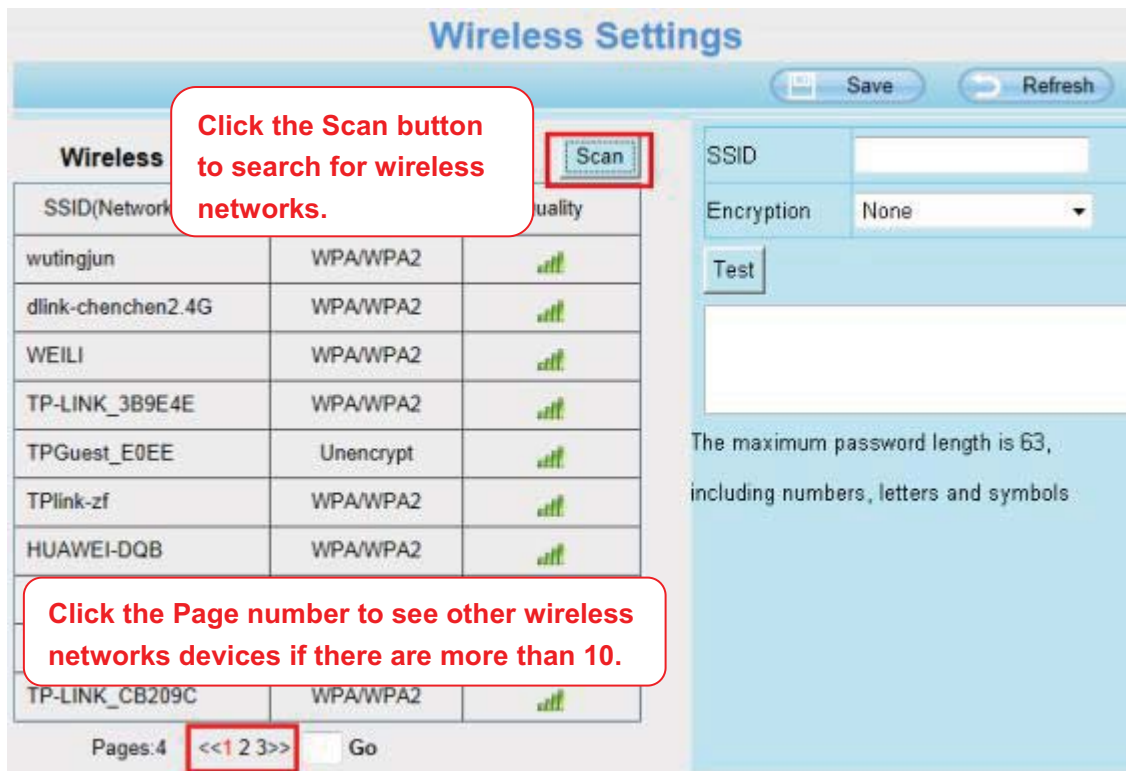 Wireless Settings
Save Refresh
Click the Scan button
to search for wireless
networks.
Wireless Scan
SSID(Network uality
wutingjun WPA/WPA2
dlink-chenchen2.4G WPA/WPA2
WEILI WPA/WPA2
TP-LINK_3B9E4E WPA/WPA2
TPGuest_E0EE Unencrypt
TPlink-zf WPA/WPA2
HUAWEI-DQB WPA/WPA2
Click the Page number to see other wireless
networks devices if there are more than 10.
TP-LINK_CB209C WPA/WPA2
Pages:4 <<1 2 3>> Go
SSID
Encryption None
Test
The maximum password length is 63,
including numbers, letters and symbols